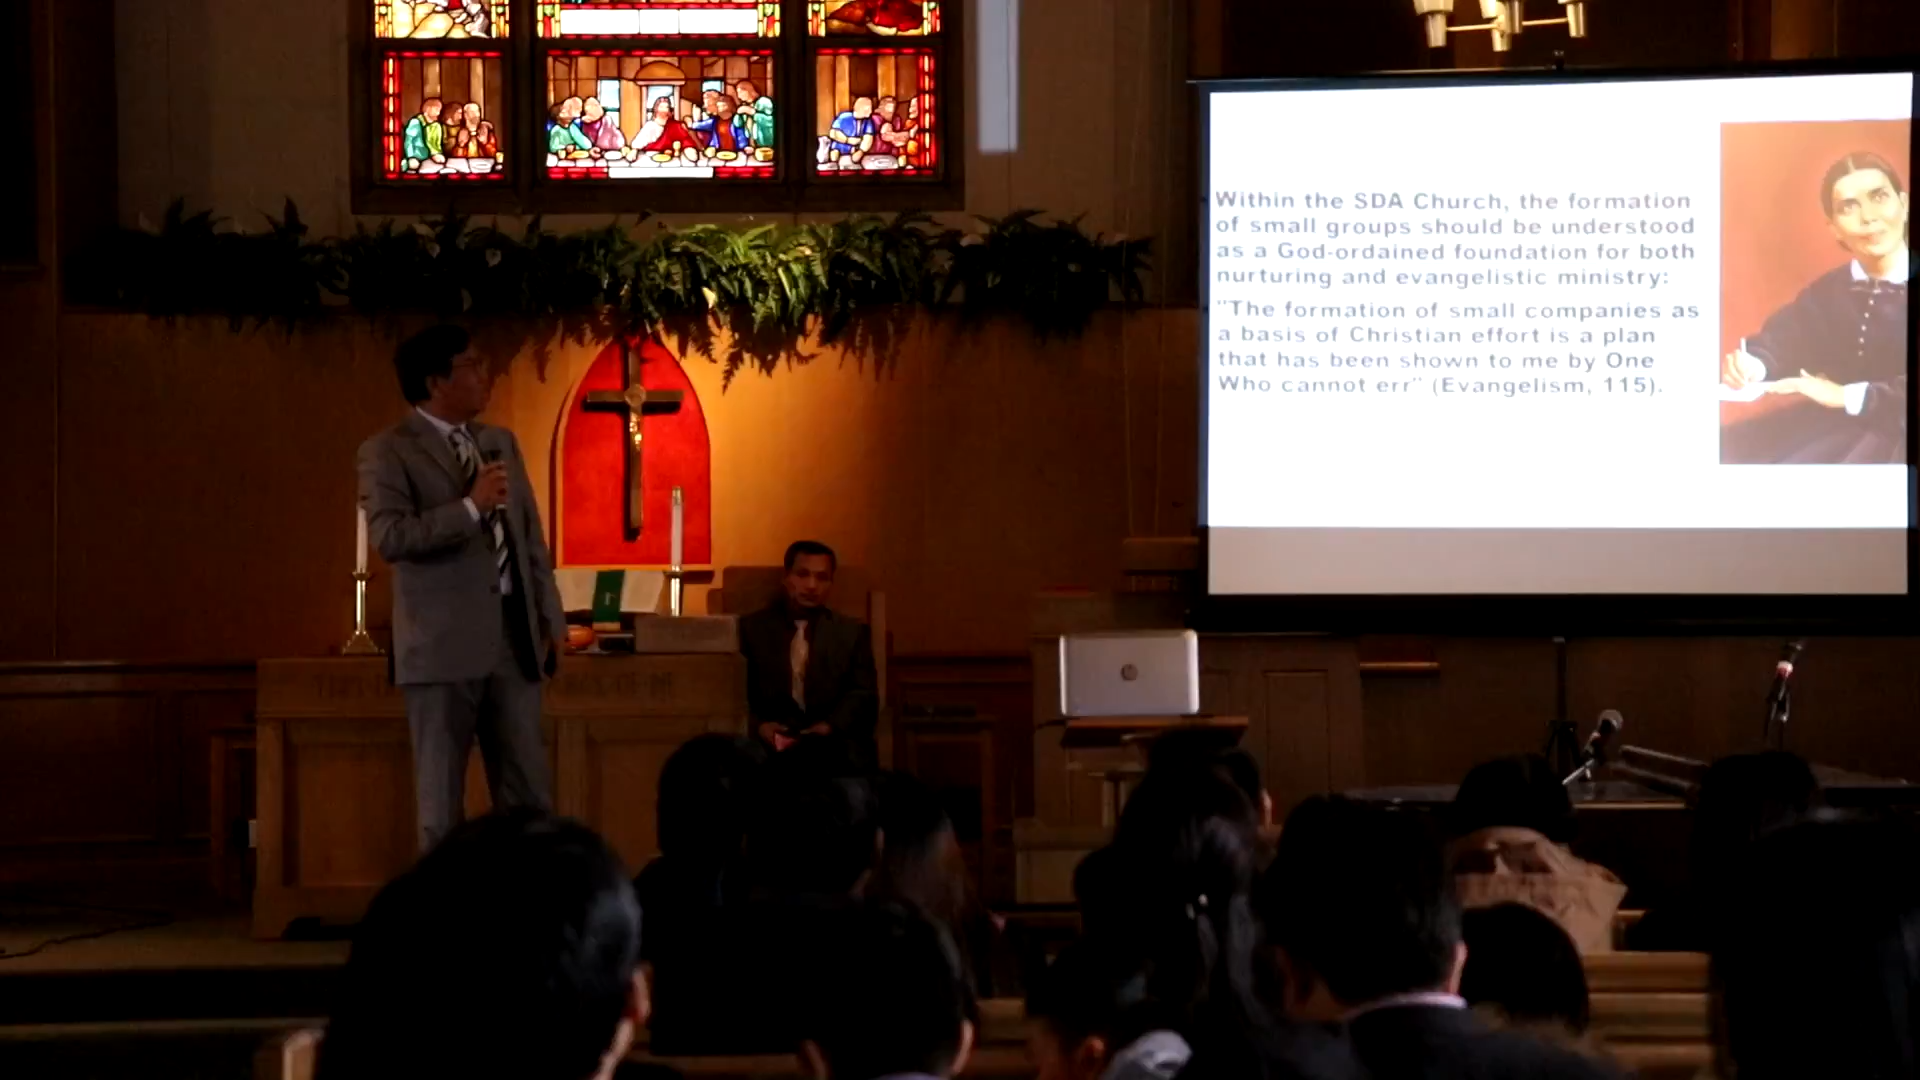 Within the SDA Church, the formation
of small groups should be understood
as a God-ordained foundation for both
nurturing and evangelistic ministry:
"The formation of small companies as
a basis of Christian effort is a plan
that has been shown to me by One
Who cannot err" (Evangelism, 115).